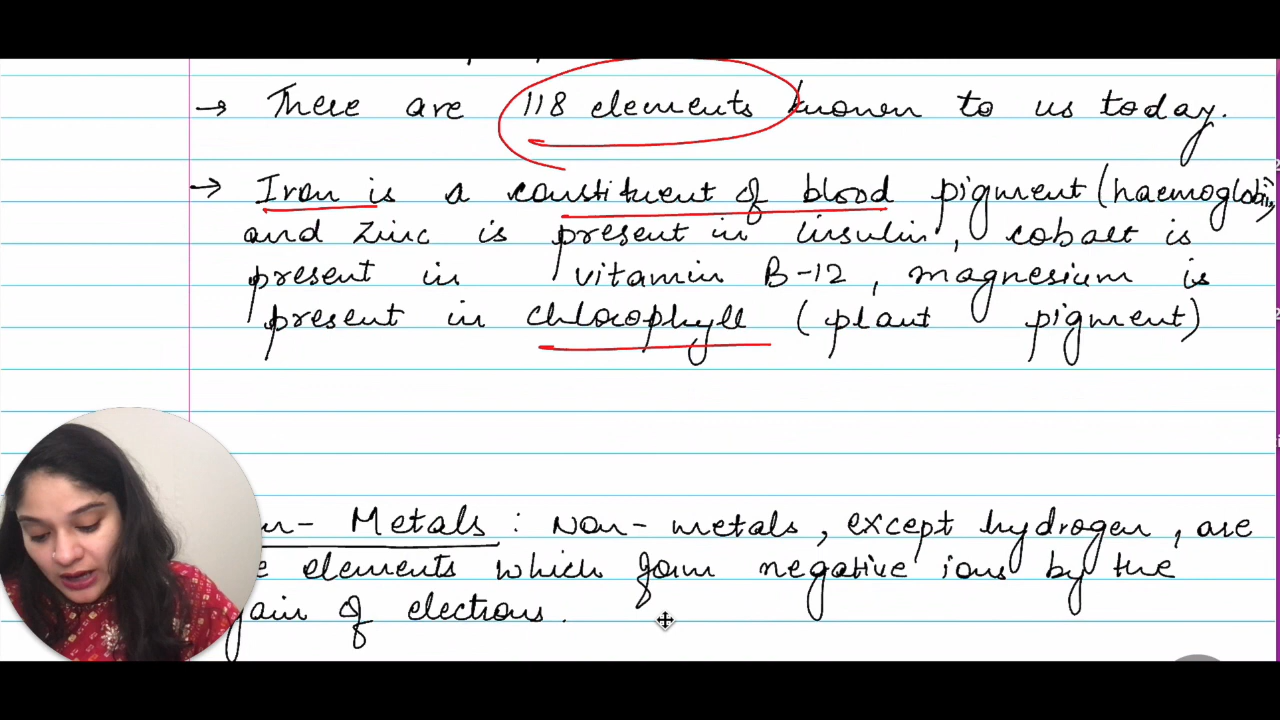 → There are 118 elements known to us today.
→ Iron is a constituent of blood pigment (haemoglobin)
and zinc is present in insulin, cobalt is
present in vitamin B-12, magnesium is
present in chlorophyll (plant pigment)
- Metals : Non-metals, except hydrogen, are
elements which form negative ions by the
gain of electrons.